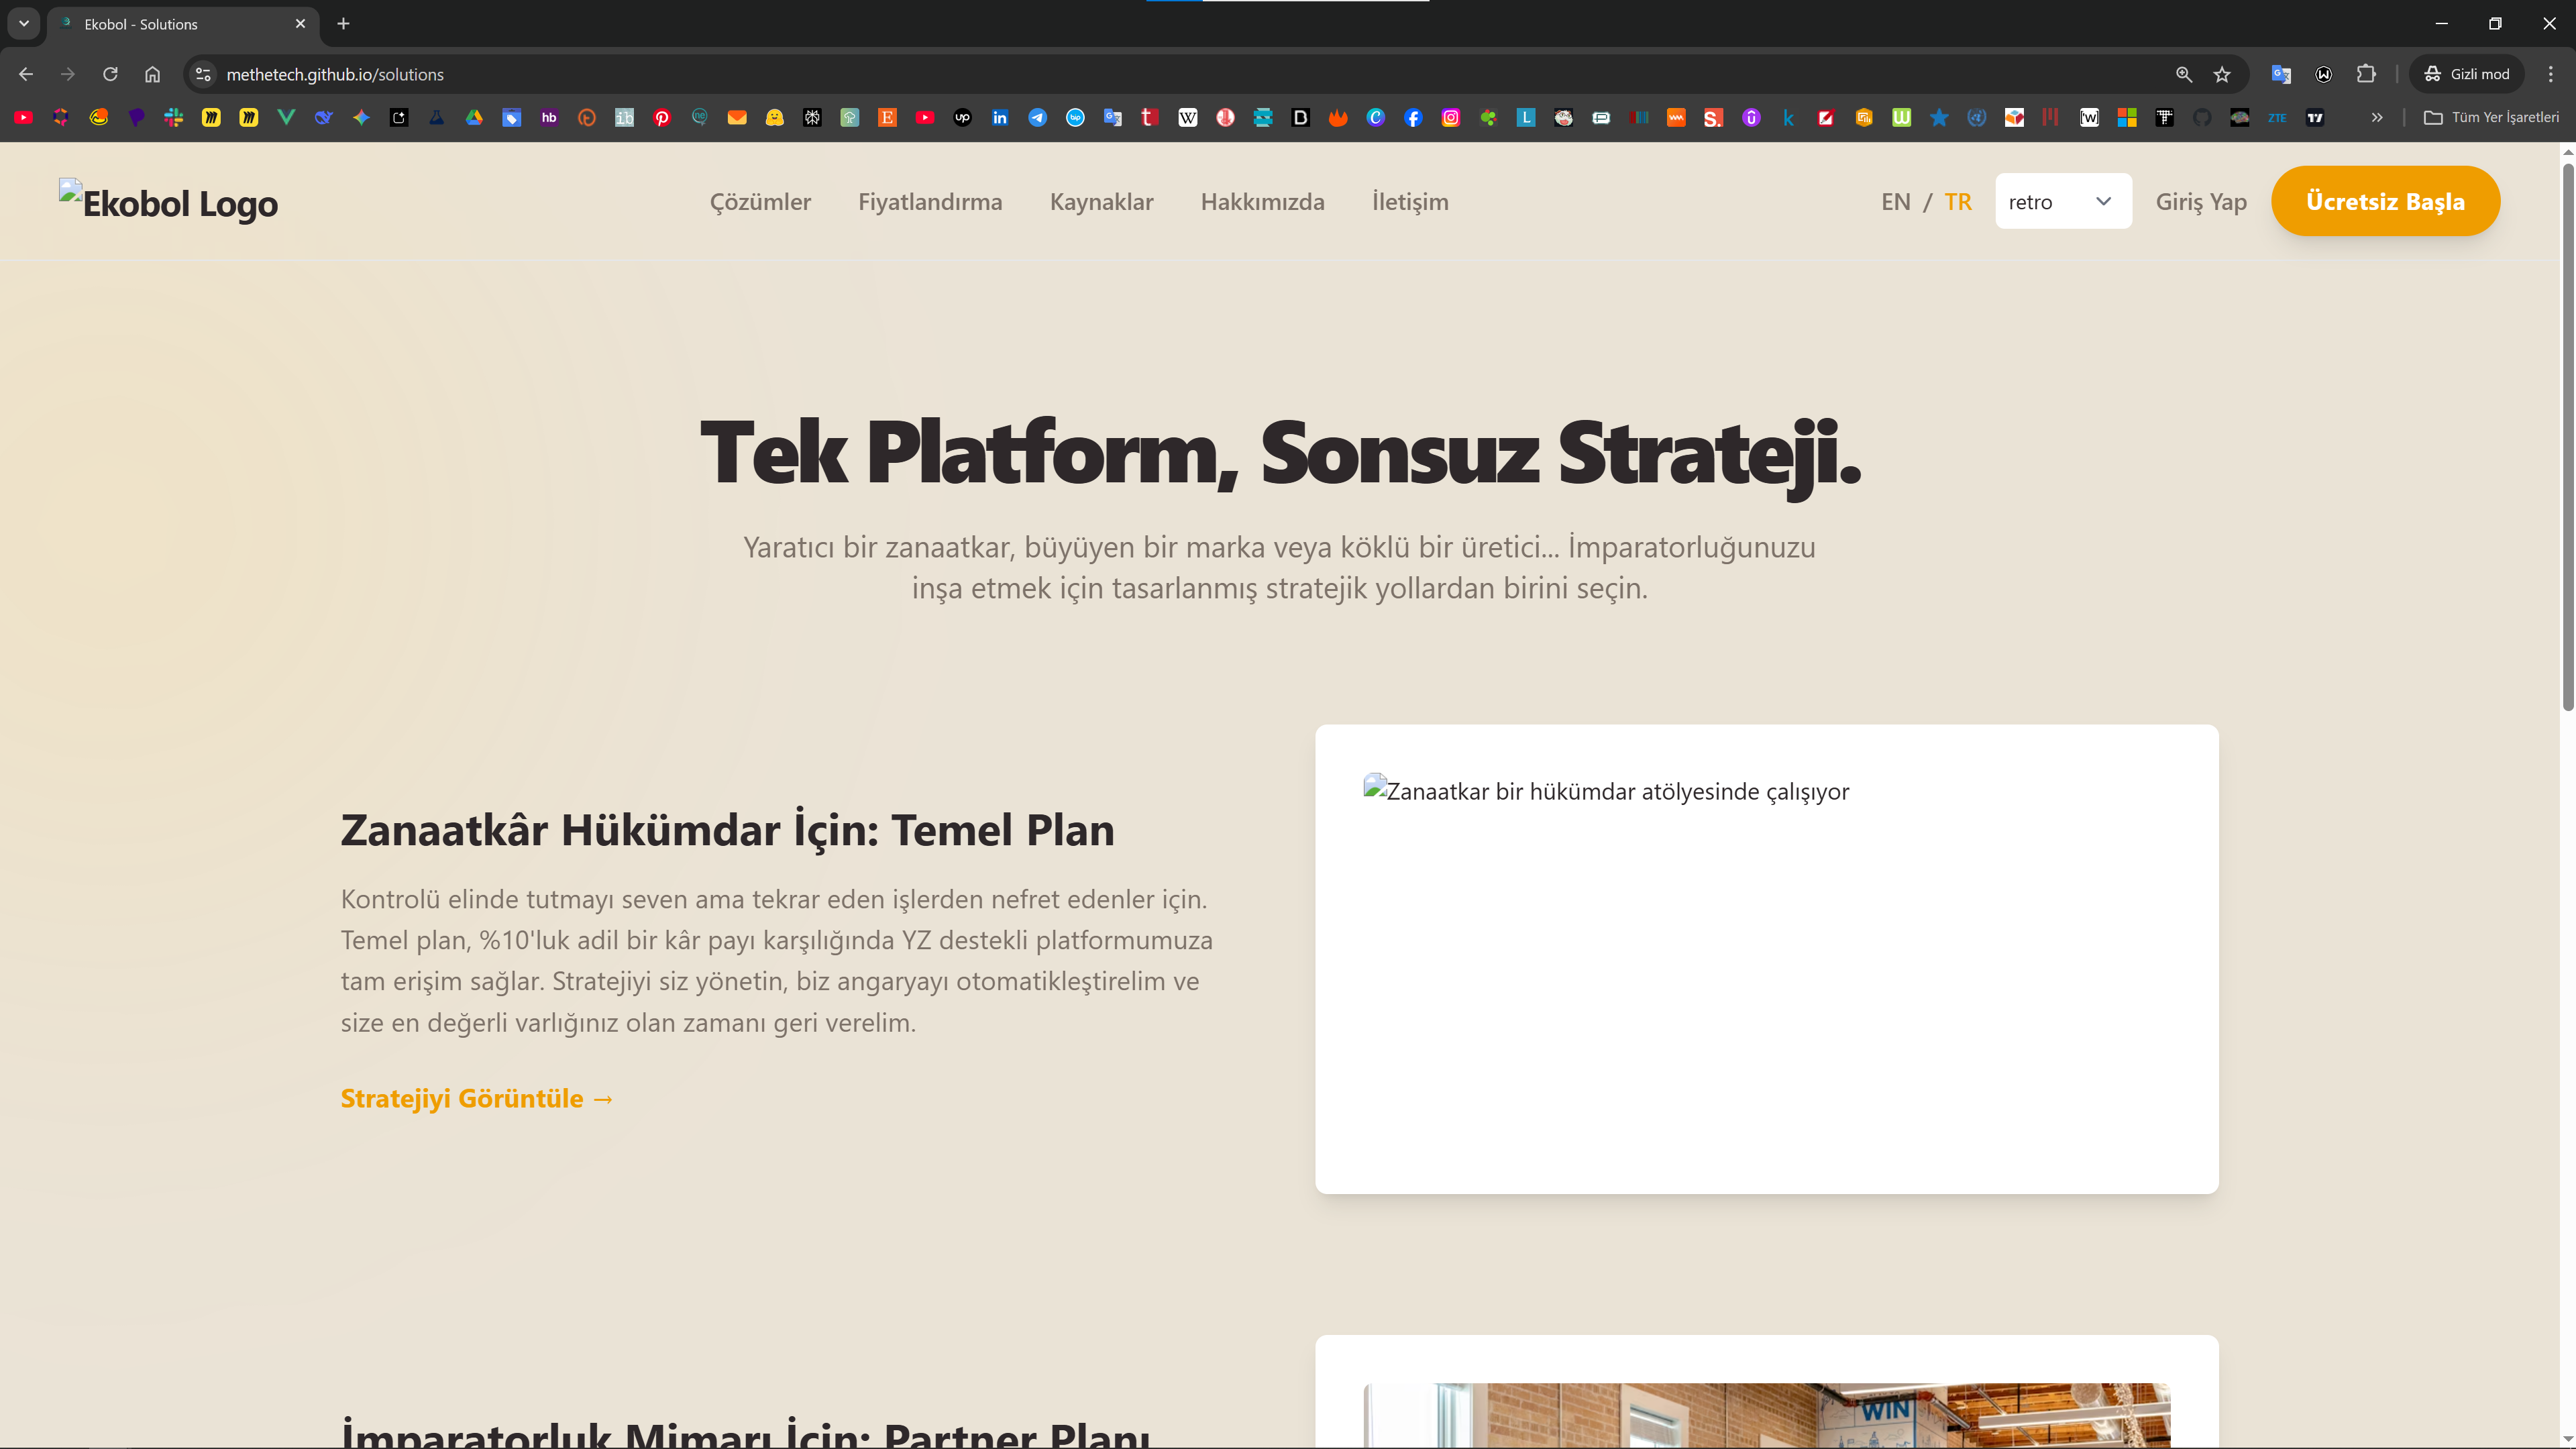 Ekobol - Solutions
methetech.github.io/solutions
Gizli mod
Tüm Yer İşaretleri
Ekobol Logo
Çözümler
Fiyatlandırma
Kaynaklar
Hakkımızda
İletişim
EN / TR
retro
Giriş Yap
Ücretsiz Başla
Tek Platform, Sonsuz Strateji.
Yaratıcı bir zanaatkar, büyüyen bir marka veya köklü bir üretici... İmparatorluğunuzu
inşa etmek için tasarlanmış stratejik yollardan birini seçin.
Zanaatkâr Hükümdar İçin: Temel Plan
Kontrolü elinde tutmayı seven ama tekrar eden işlerden nefret edenler için.
Temel plan, %10'luk adil bir kâr payı karşılığında YZ destekli platformumuza
tam erişim sağlar. Stratejiyi siz yönetin, biz angaryayı otomatikleştirelim ve
size en değerli varlığınız olan zamanı geri verelim.
Stratejiyi Görüntüle →
Zanaatkar bir hükümdar atölyesinde çalışıyor
İmparatorluk Mimarı İçin: Partner Planı
WIN